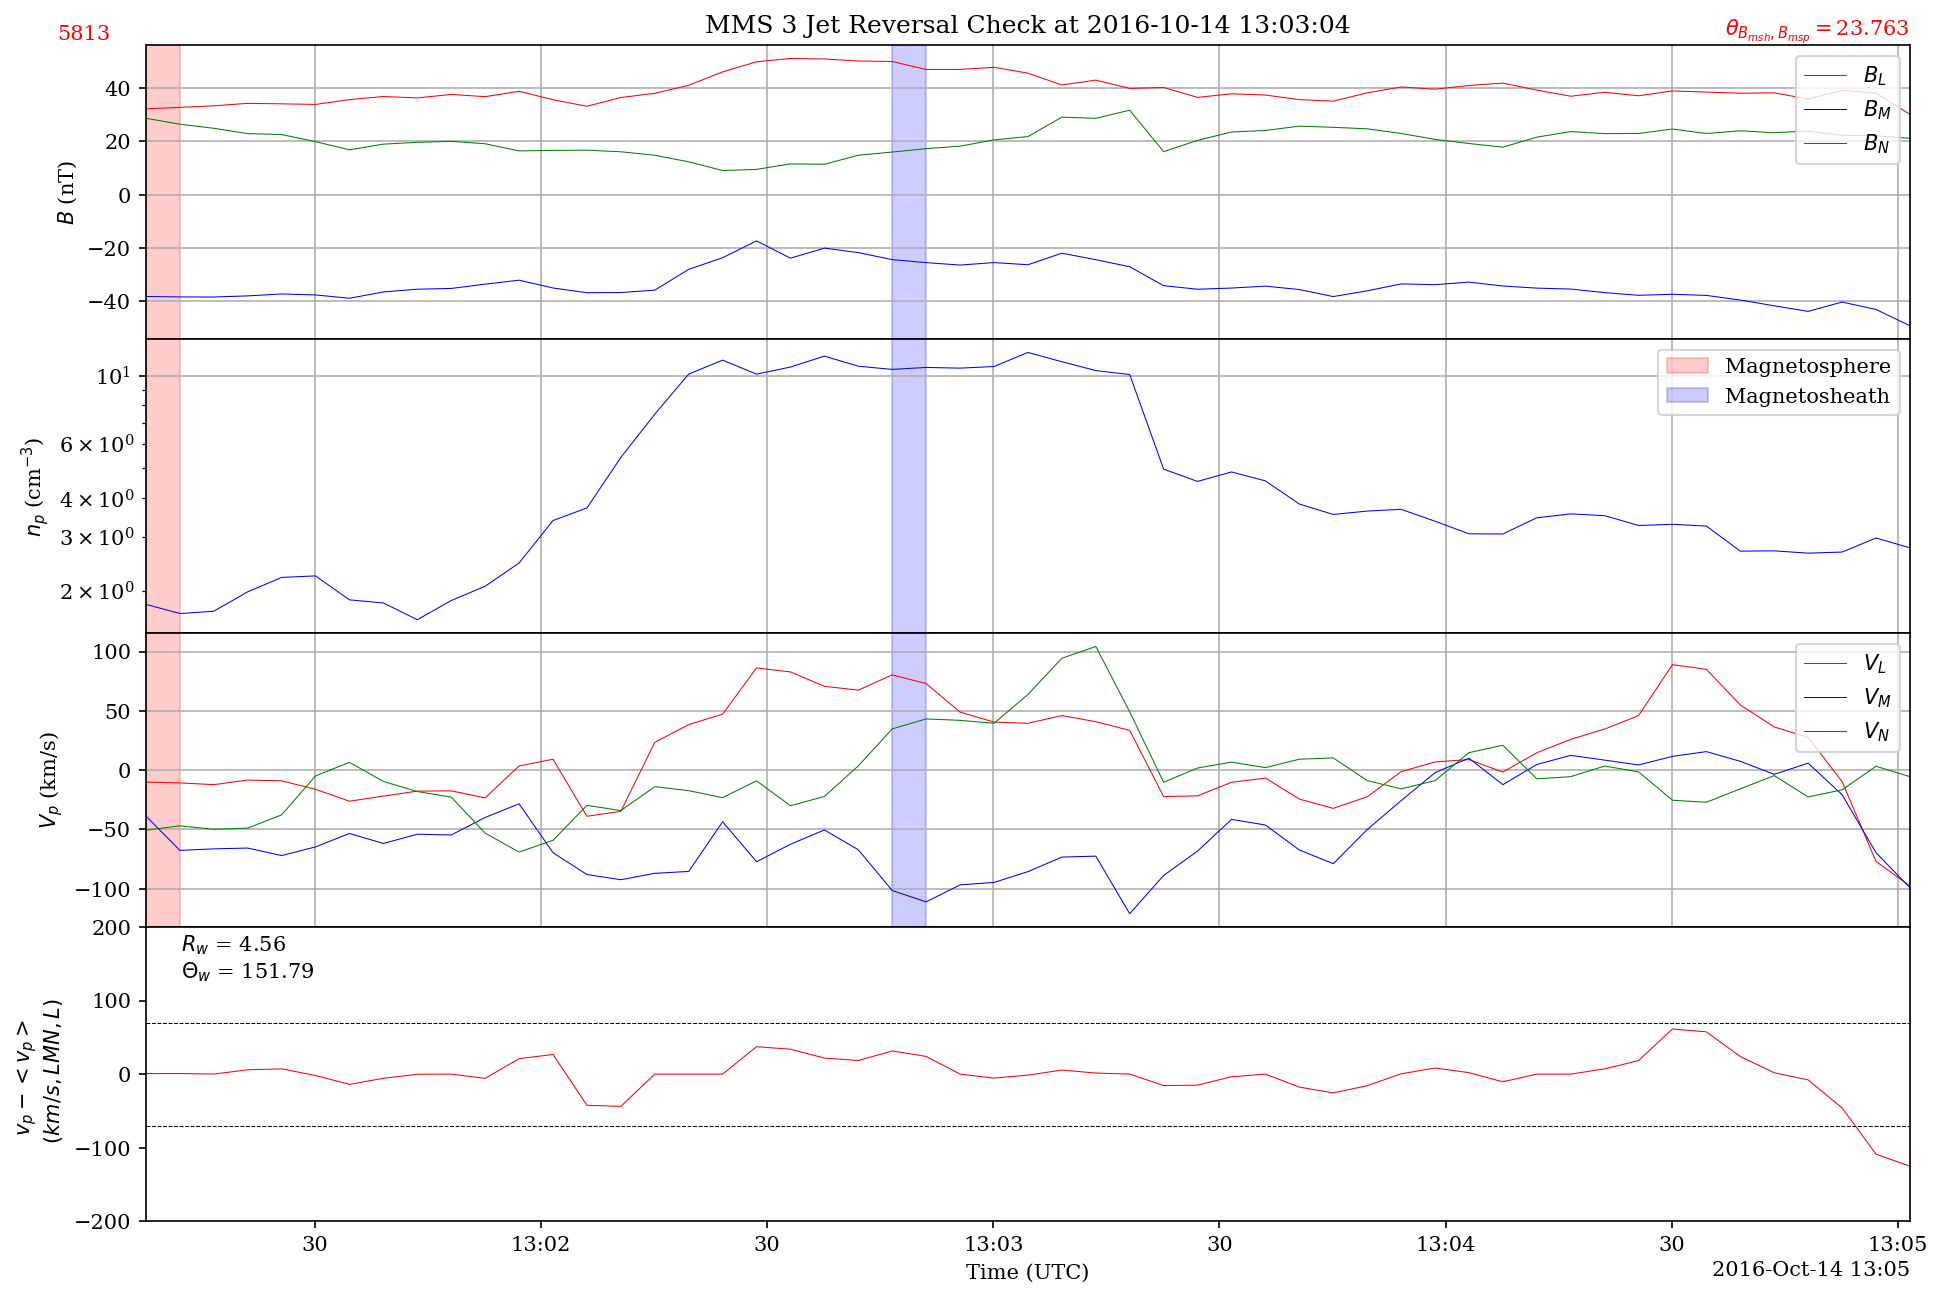 MMS 3 Jet Reversal Check at 2016-10-14 13:03:04
5813
θ_{B_{msh}, B_{msp}} = 23.763
B (nT)
40
20
0
−20
−40
B_L
B_M
B_N
n_p (cm^{−3})
10^1
6 × 10^0
4 × 10^0
3 × 10^0
2 × 10^0
Magnetosphere
Magnetosheath
V_p (km/s)
100
50
0
−50
−100
V_L
V_M
V_N
v_p − < v_p >
(km/s, LMN, L)
200
100
0
−100
−200
R_w = 4.56
Θ_w = 151.79
30
13:02
30
13:03
30
13:04
30
13:05
Time (UTC)
2016-Oct-14 13:05